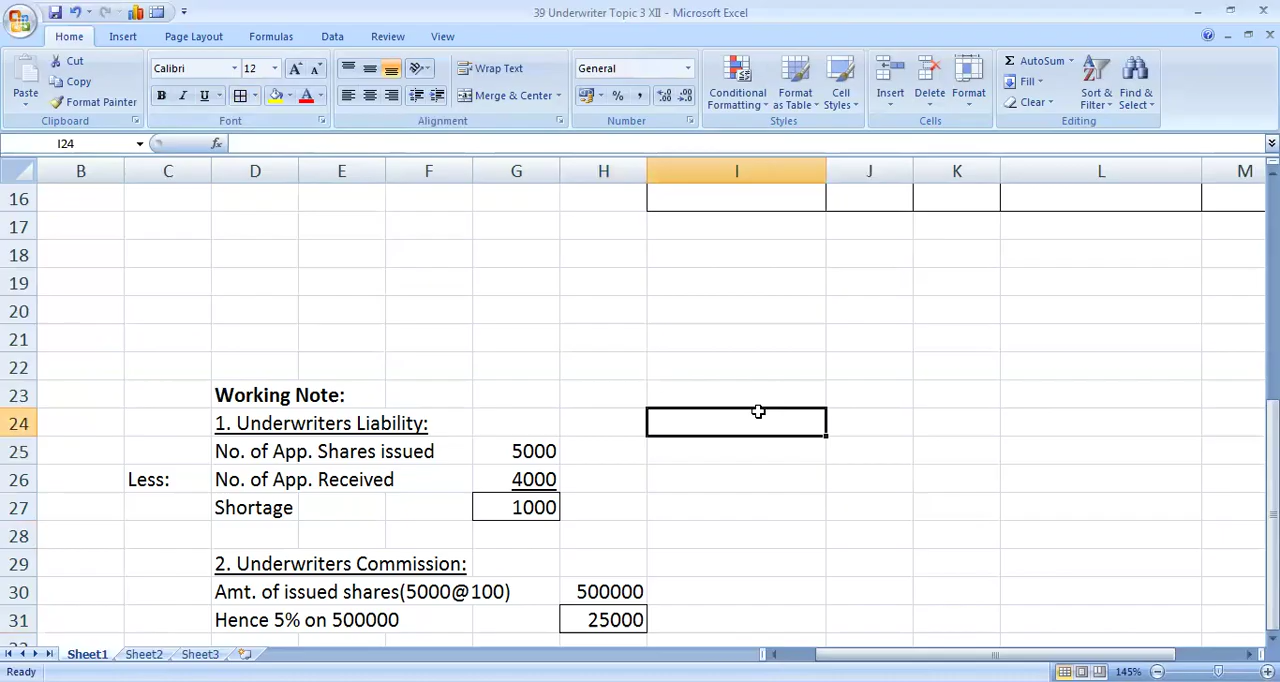 39 Underwriter Topic 3 XII - Microsoft Excel
Home Insert Page Layout Formulas Data Review View
Paste
Cut
Copy
Format Painter
Clipboard
Calibri 12
B I U
Font
Wrap Text
Merge & Center
Alignment
General
% ,
Number
Conditional Formatting
Format as Table
Cell Styles
Styles
Insert Delete Format
Cells
Σ AutoSum
Fill
Clear
Sort & Filter
Find & Select
Editing
I24 fx
B C D E F G H I J K L M
16
17
18
19
20
21
22
23 Working Note:
24 1. Underwriters Liability:
25 No. of App. Shares issued 5000
26 Less: No. of App. Received 4000
27 Shortage 1000
28
29 2. Underwriters Commission:
30 Amt. of issued shares(5000@100) 500000
31 Hence 5% on 500000 25000
Sheet1 Sheet2 Sheet3
Ready 145%